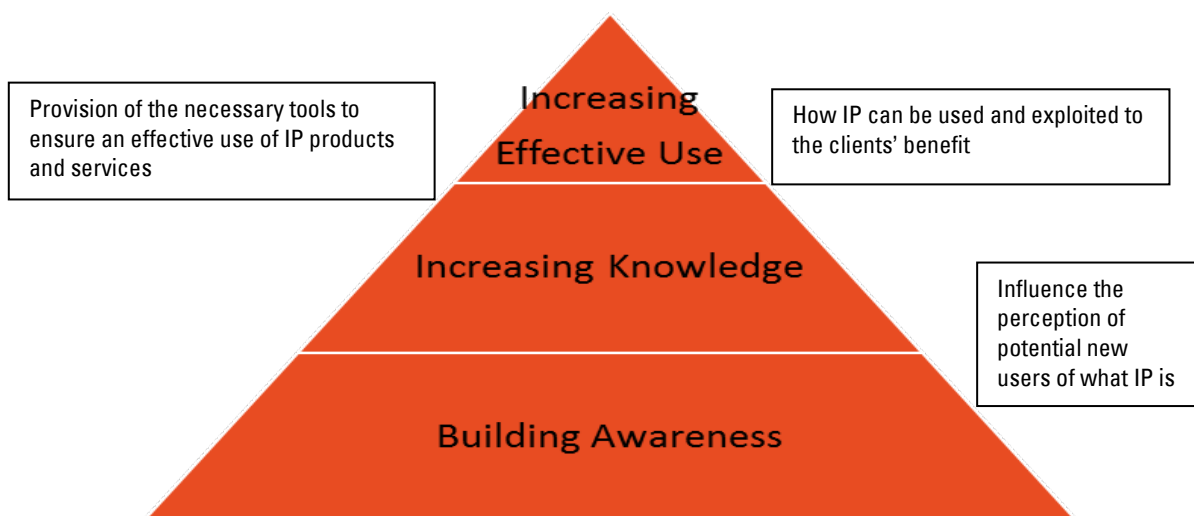 Provision of the necessary tools to
ensure an effective use of IP products
and services
Increasing
Effective Use
How IP can be used and exploited to
the clients’ benefit
Increasing Knowledge
Influence the
perception of
potential new
users of what IP is
Building Awareness